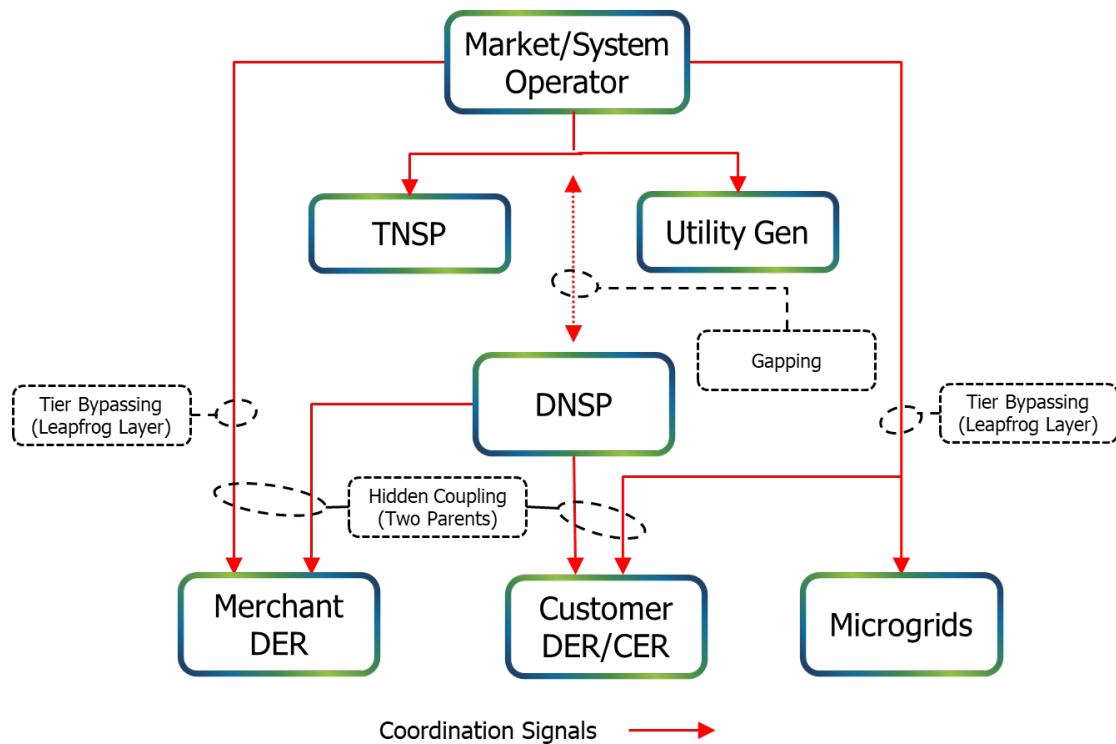 Market/System
Operator
TNSP
Utility Gen
Gapping
DNSP
Tier Bypassing
(Leapfrog Layer)
Tier Bypassing
(Leapfrog Layer)
Hidden Coupling
(Two Parents)
Merchant
DER
Customer
DER/CER
Microgrids
Coordination Signals